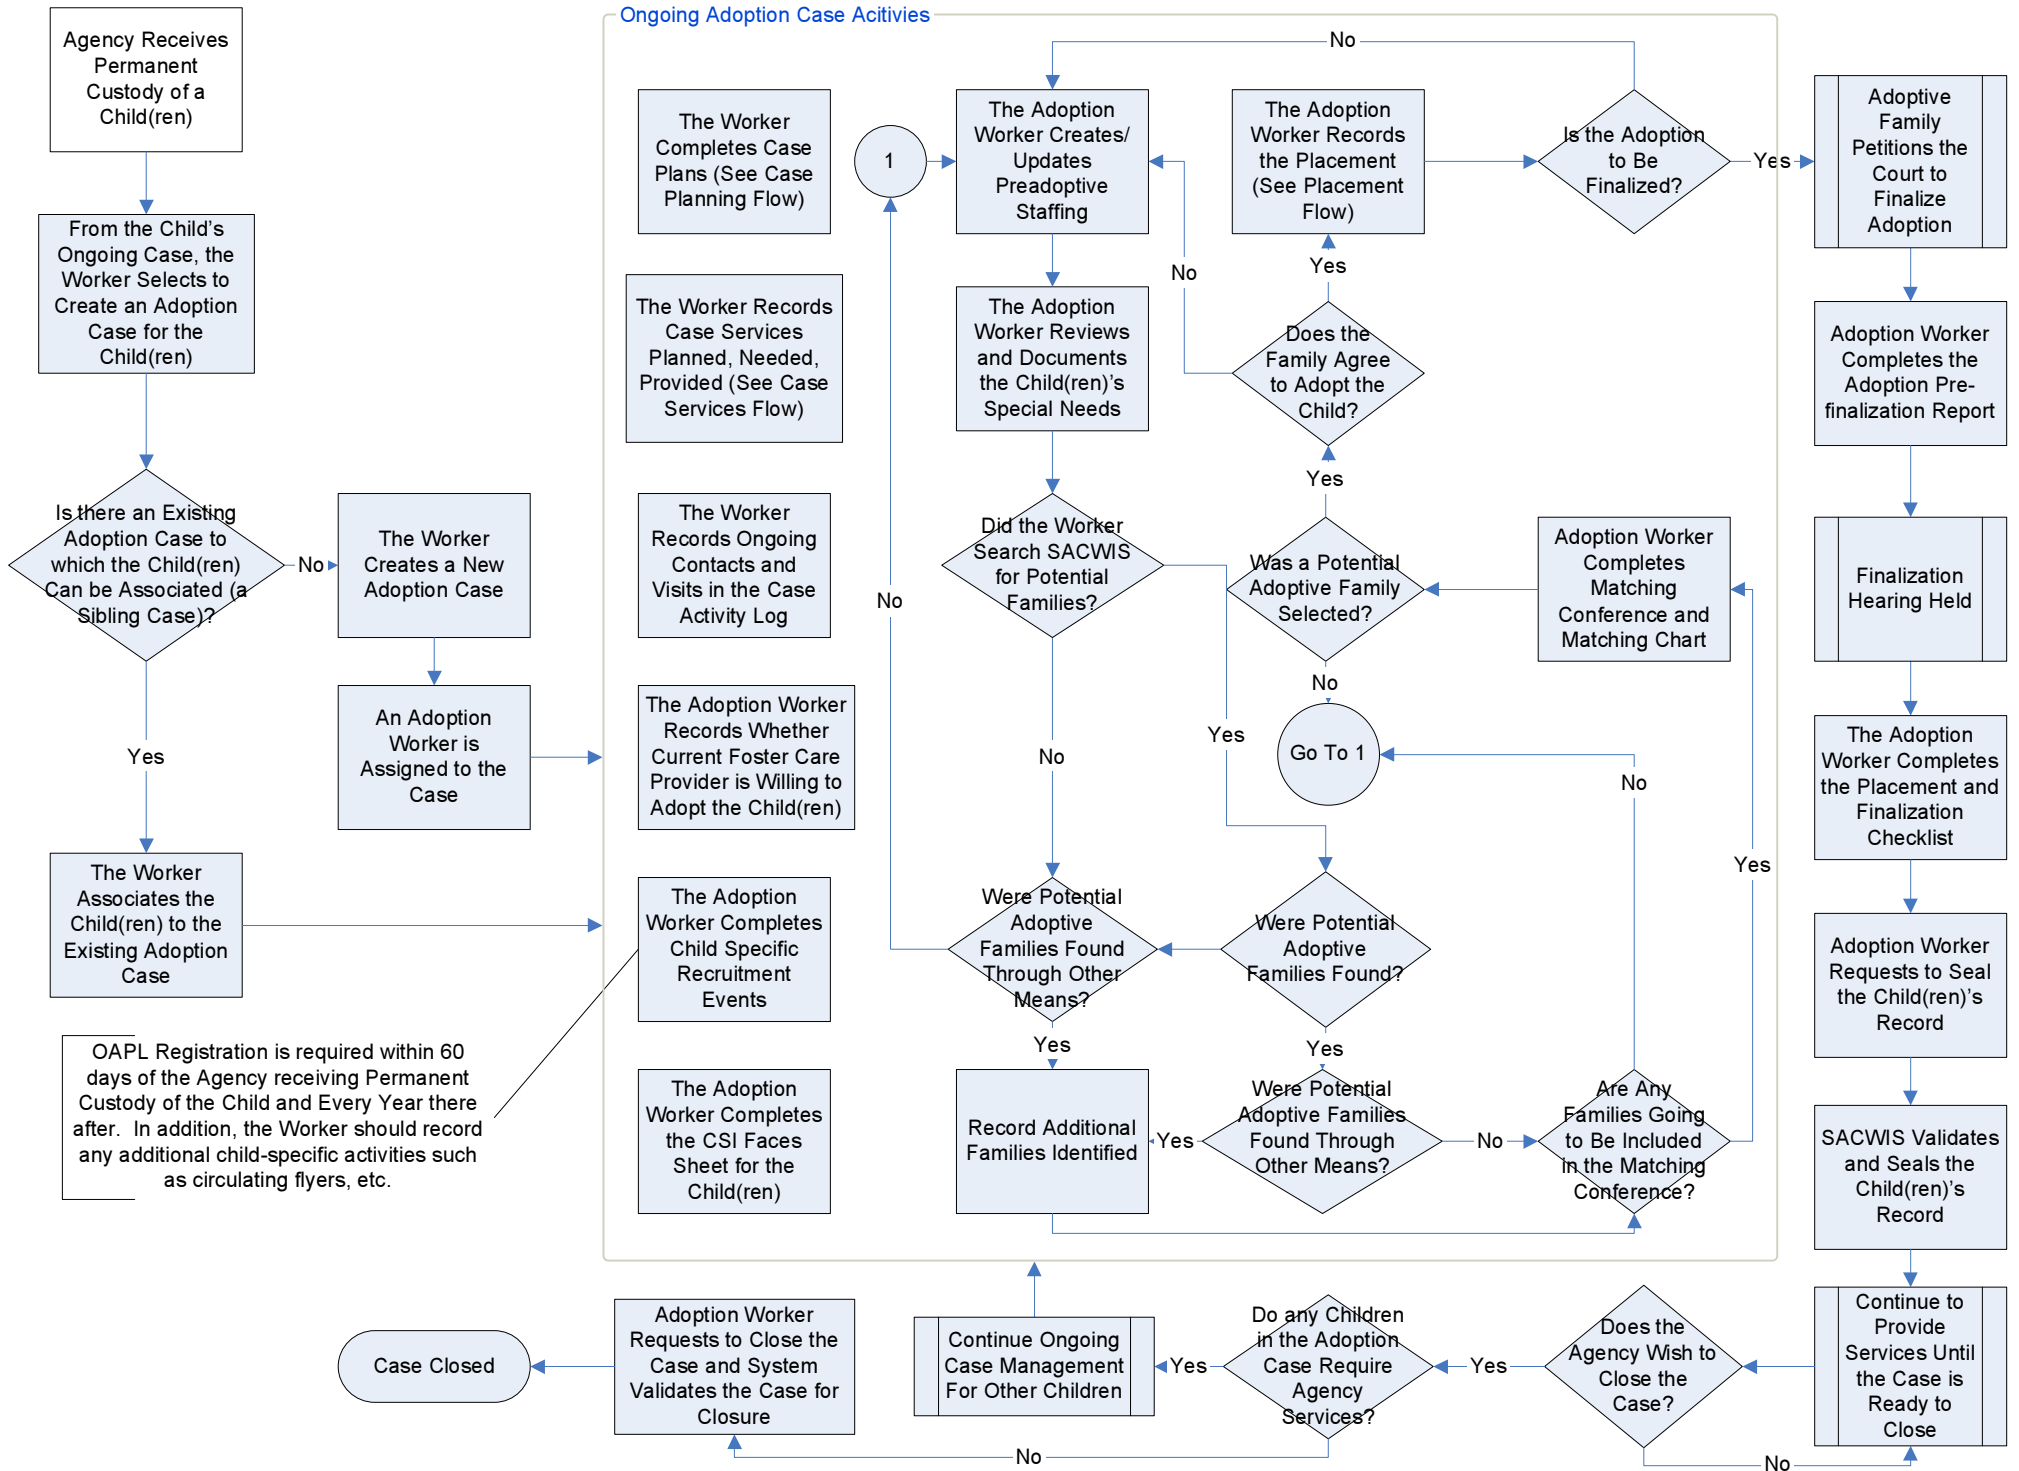 Ongoing Adoption Case Acitivies
Agency Receives
Permanent
Custody of a
Child(ren)
From the Child's
Ongoing Case, the
Worker Selects to
Create an Adoption
Case for the
Child(ren)
Is there an Existing
Adoption Case to
which the Child(ren)
Can be Associated (a
Sibling Case)?
No
The Worker
Creates a New
Adoption Case
An Adoption
Worker is
Assigned to the
Case
Yes
The Worker
Associates the
Child(ren) to the
Existing Adoption
Case
OAPL Registration is required within 60
days of the Agency receiving Permanent
Custody of the Child and Every Year there
after.  In addition, the Worker should record
any additional child-specific activities such
as circulating flyers, etc.
The Worker
Completes Case
Plans (See Case
Planning Flow)
The Worker Records
Case Services
Planned, Needed,
Provided (See Case
Services Flow)
The Worker
Records Ongoing
Contacts and
Visits in the Case
Activity Log
The Adoption Worker
Records Whether
Current Foster Care
Provider is Willing to
Adopt the Child(ren)
The Adoption
Worker Completes
Child Specific
Recruitment
Events
The Adoption
Worker Completes
the CSI Faces
Sheet for the
Child(ren)
1
No
The Adoption
Worker Creates/
Updates
Preadoptive
Staffing
The Adoption
Worker Reviews
and Documents
the Child(ren)'s
Special Needs
Did the Worker
Search SACWIS
for Potential
Families?
No
Yes
Were Potential
Adoptive
Families Found
Through Other
Means?
Yes
Record Additional
Families Identified
No
The Adoption
Worker Records
the Placement
(See Placement
Flow)
Yes
No
Does the
Family Agree
to Adopt the
Child?
Yes
Was a Potential
Adoptive Family
Selected?
No
Go To 1
Were Potential
Adoptive
Families Found?
Yes
Were Potential
Adoptive Families
Found Through
Other Means?
Yes
No
Is the Adoption
to Be
Finalized?
Yes
Adoption Worker
Completes
Matching
Conference and
Matching Chart
No
Yes
Are Any
Families Going
to Be Included
in the Matching
Conference?
Adoptive
Family
Petitions the
Court to
Finalize
Adoption
Adoption Worker
Completes the
Adoption Pre-
finalization Report
Finalization
Hearing Held
The Adoption
Worker Completes
the Placement and
Finalization
Checklist
Adoption Worker
Requests to Seal
the Child(ren)'s
Record
SACWIS Validates
and Seals the
Child(ren)'s
Record
Continue to
Provide
Services Until
the Case is
Ready to
Close
Does the
Agency Wish to
Close the
Case?
No
Yes
Do any Children
in the Adoption
Case Require
Agency
Services?
Yes
No
Continue Ongoing
Case Management
For Other Children
Adoption Worker
Requests to Close the
Case and System
Validates the Case for
Closure
Case Closed